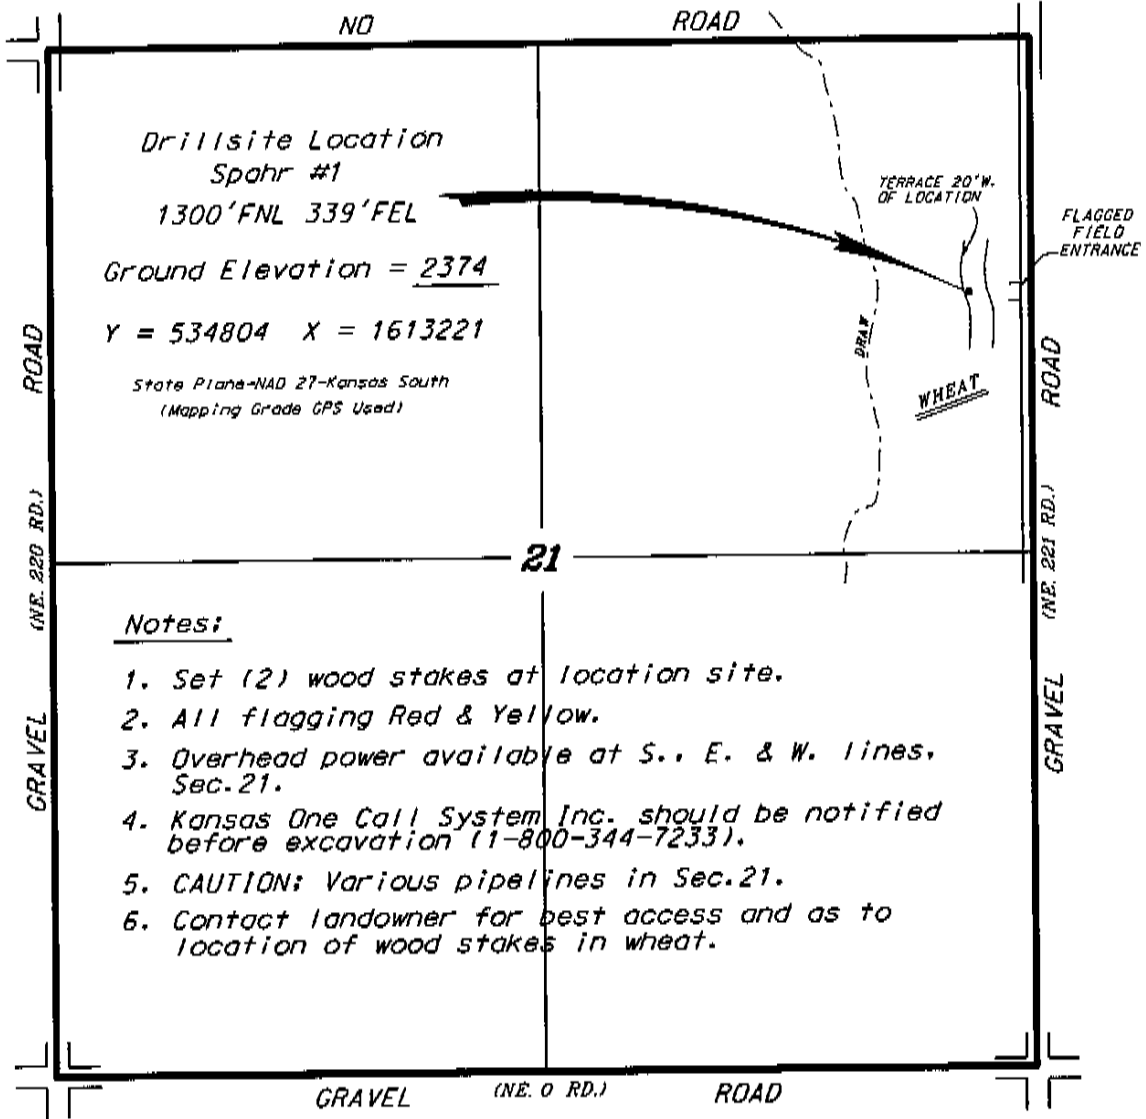 NO ROAD
Drillsite Location
Spahr #1
1300'FNL 339'FEL
Ground Elevation = 2374
Y = 534804 X = 1613221
State Plane-NAD 27-Kansas South
(Mapping Grade GPS Used)
TERRACE 20'W.
OF LOCATION
FLAGGED
FIELD
ENTRANCE
DRAW
WHEAT
GRAVEL (NE. 220 RD.) ROAD
GRAVEL (NE. 221 RD.) ROAD
21
Notes:
1. Set (2) wood stakes at location site.
2. All flagging Red & Yellow.
3. Overhead power available at S., E. & W. lines,
Sec.21.
4. Kansas One Call System Inc. should be notified
before excavation (1-800-344-7233).
5. CAUTION: Various pipelines in Sec.21.
6. Contact landowner for best access and as to
location of wood stakes in wheat.
GRAVEL (NE. 0 RD.) ROAD